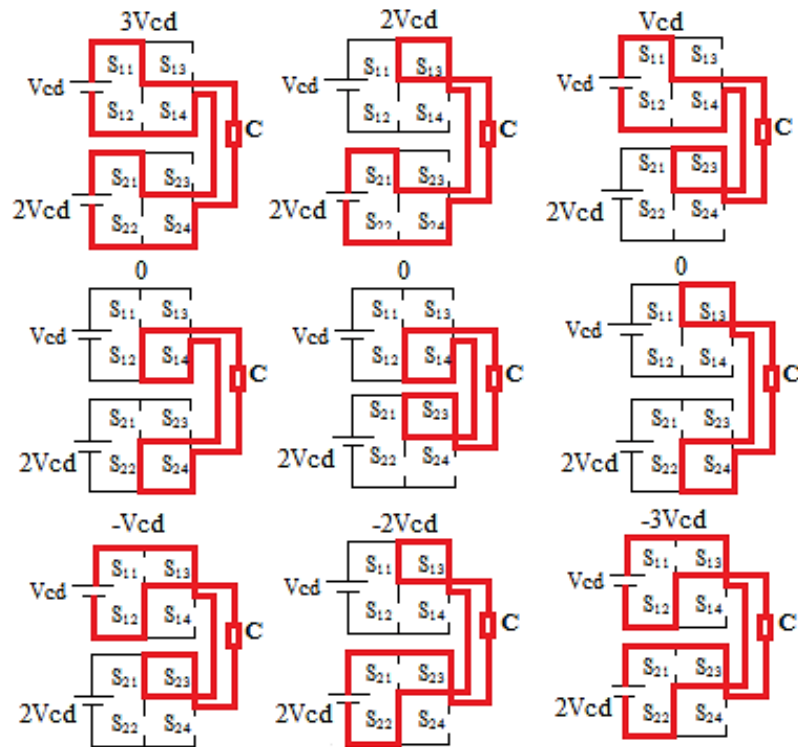 3Vcd 2Vcd Vcd
S₁₁ S₁₃ S₁₁ S₁₃ S₁₁ S₁₃
Vcd Vcd Vcd
S₁₂ S₁₄ C S₁₂ S₁₄ C S₁₂ S₁₄ C
S₂₁ S₂₃ S₂₁ S₂₃ S₂₁ S₂₃
2Vcd 2Vcd 2Vcd
S₂₂ S₂₄ S₂₂ S₂₄ S₂₂ S₂₄
0 0 0
S₁₁ S₁₃ S₁₁ S₁₃ S₁₁ S₁₃
Vcd Vcd Vcd
S₁₂ S₁₄ C S₁₂ S₁₄ C S₁₂ S₁₄ C
S₂₁ S₂₃ S₂₁ S₂₃ S₂₁ S₂₃
2Vcd 2Vcd 2Vcd
S₂₂ S₂₄ S₂₂ S₂₄ S₂₂ S₂₄
-Vcd -2Vcd -3Vcd
S₁₁ S₁₃ S₁₁ S₁₃ S₁₁ S₁₃
Vcd Vcd Vcd
S₁₂ S₁₄ C S₁₂ S₁₄ C S₁₂ S₁₄ C
S₂₁ S₂₃ S₂₁ S₂₃ S₂₁ S₂₃
2Vcd 2Vcd 2Vcd
S₂₂ S₂₄ S₂₂ S₂₄ S₂₂ S₂₄